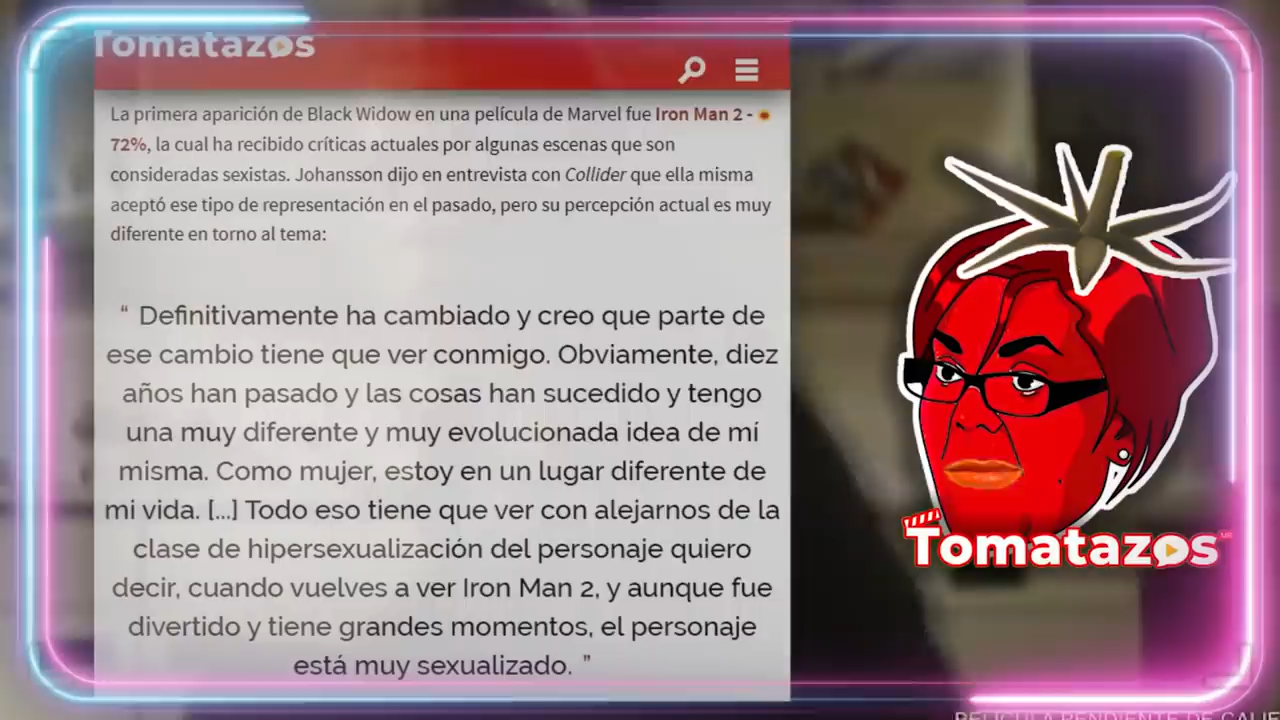 Tomatazos
La primera aparición de Black Widow en una película de Marvel fue Iron Man 2 -
72%, la cual ha recibido críticas actuales por algunas escenas que son
consideradas sexistas. Johansson dijo en entrevista con Collider que ella misma
aceptó ese tipo de representación en el pasado, pero su percepción actual es muy
diferente en torno al tema:
“ Definitivamente ha cambiado y creo que parte de
ese cambio tiene que ver conmigo. Obviamente, diez
años han pasado y las cosas han sucedido y tengo
una muy diferente y muy evolucionada idea de mí
misma. Como mujer, estoy en un lugar diferente de
mi vida. [...] Todo eso tiene que ver con alejarnos de la
clase de hipersexualización del personaje quiero
decir, cuando vuelves a ver Iron Man 2, y aunque fue
divertido y tiene grandes momentos, el personaje
está muy sexualizado. ”
Tomatazos
PELÍCULA PENDIENTE DE